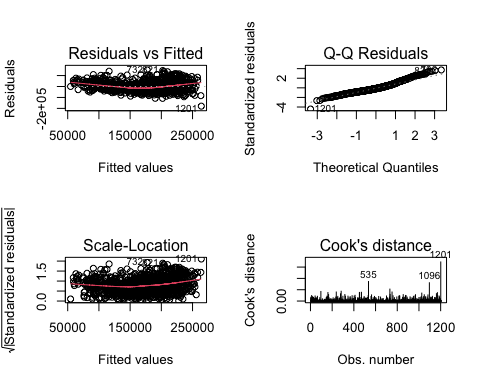 Residuals vs Fitted
Residuals
-2e+05
1201
50000 150000 250000
Fitted values
Q-Q Residuals
Standardized residuals
-4 2
1201
-3 -1 1 2 3
Theoretical Quantiles
Scale-Location
√|Standardized residuals|
0.0 1.5
1201
50000 150000 250000
Fitted values
Cook's distance
Cook's distance
0.00
535
1096
1201
0 400 800 1200
Obs. number